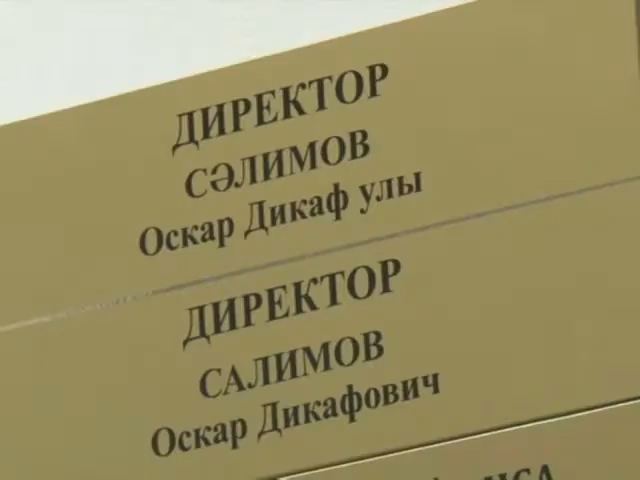 ДИРЕКТОР
СӘЛИМОВ
Оскар Дикаф улы
ДИРЕКТОР
САЛИМОВ
Оскар Дикафович